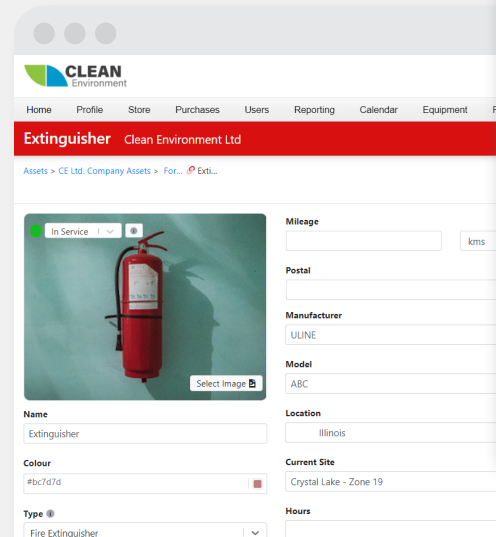 CLEAN
Environment
Home Profile Store Purchases Users Reporting Calendar Equipment
Extinguisher Clean Environment Ltd
Assets > CE Ltd. Company Assets > For... Exti...
In Service
Select Image
Name
Extinguisher
Colour
#bc7d7d
Type
Fire Extinguisher
Mileage
kms
Postal
Manufacturer
ULINE
Model
ABC
Location
Illinois
Current Site
Crystal Lake - Zone 19
Hours